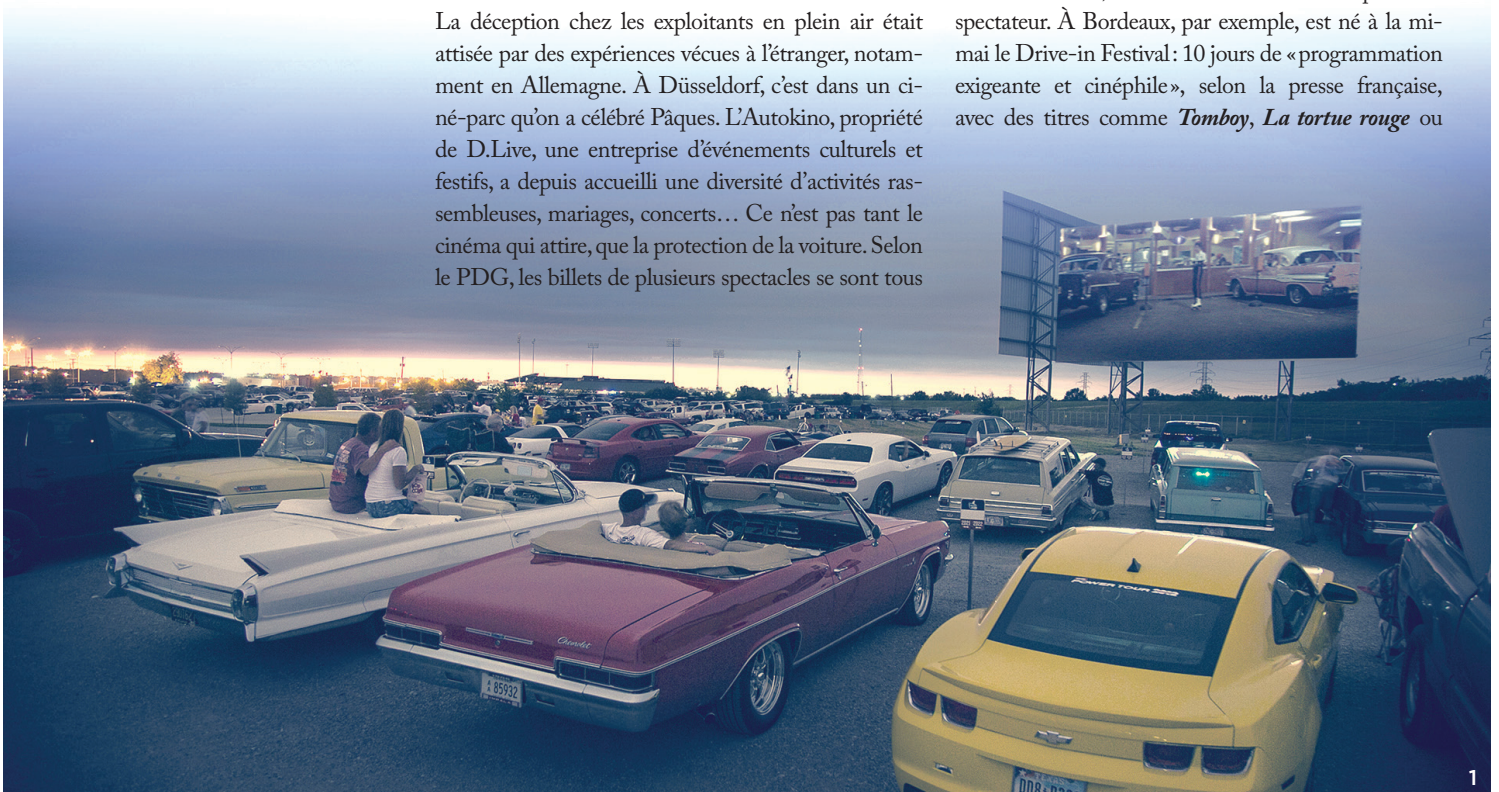 La déception chez les exploitants en plein air était
attisée par des expériences vécues à l’étranger, notam-
ment en Allemagne. À Düsseldorf, c’est dans un ci-
né-parc qu’on a célébré Pâques. L’Autokino, propriété
de D.Live, une entreprise d’événements culturels et
festifs, a depuis accueilli une diversité d’activités ras-
sembleuses, mariages, concerts… Ce n’est pas tant le
cinéma qui attire, que la protection de la voiture. Selon
le PDG, les billets de plusieurs spectacles se sont tous
spectateur. À Bordeaux, par exemple, est né à la mi-
mai le Drive-in Festival : 10 jours de « programmation
exigeante et cinéphile », selon la presse française,
avec des titres comme Tomboy, La tortue rouge ou
Chevrolet
85932
POWER TOUR
1